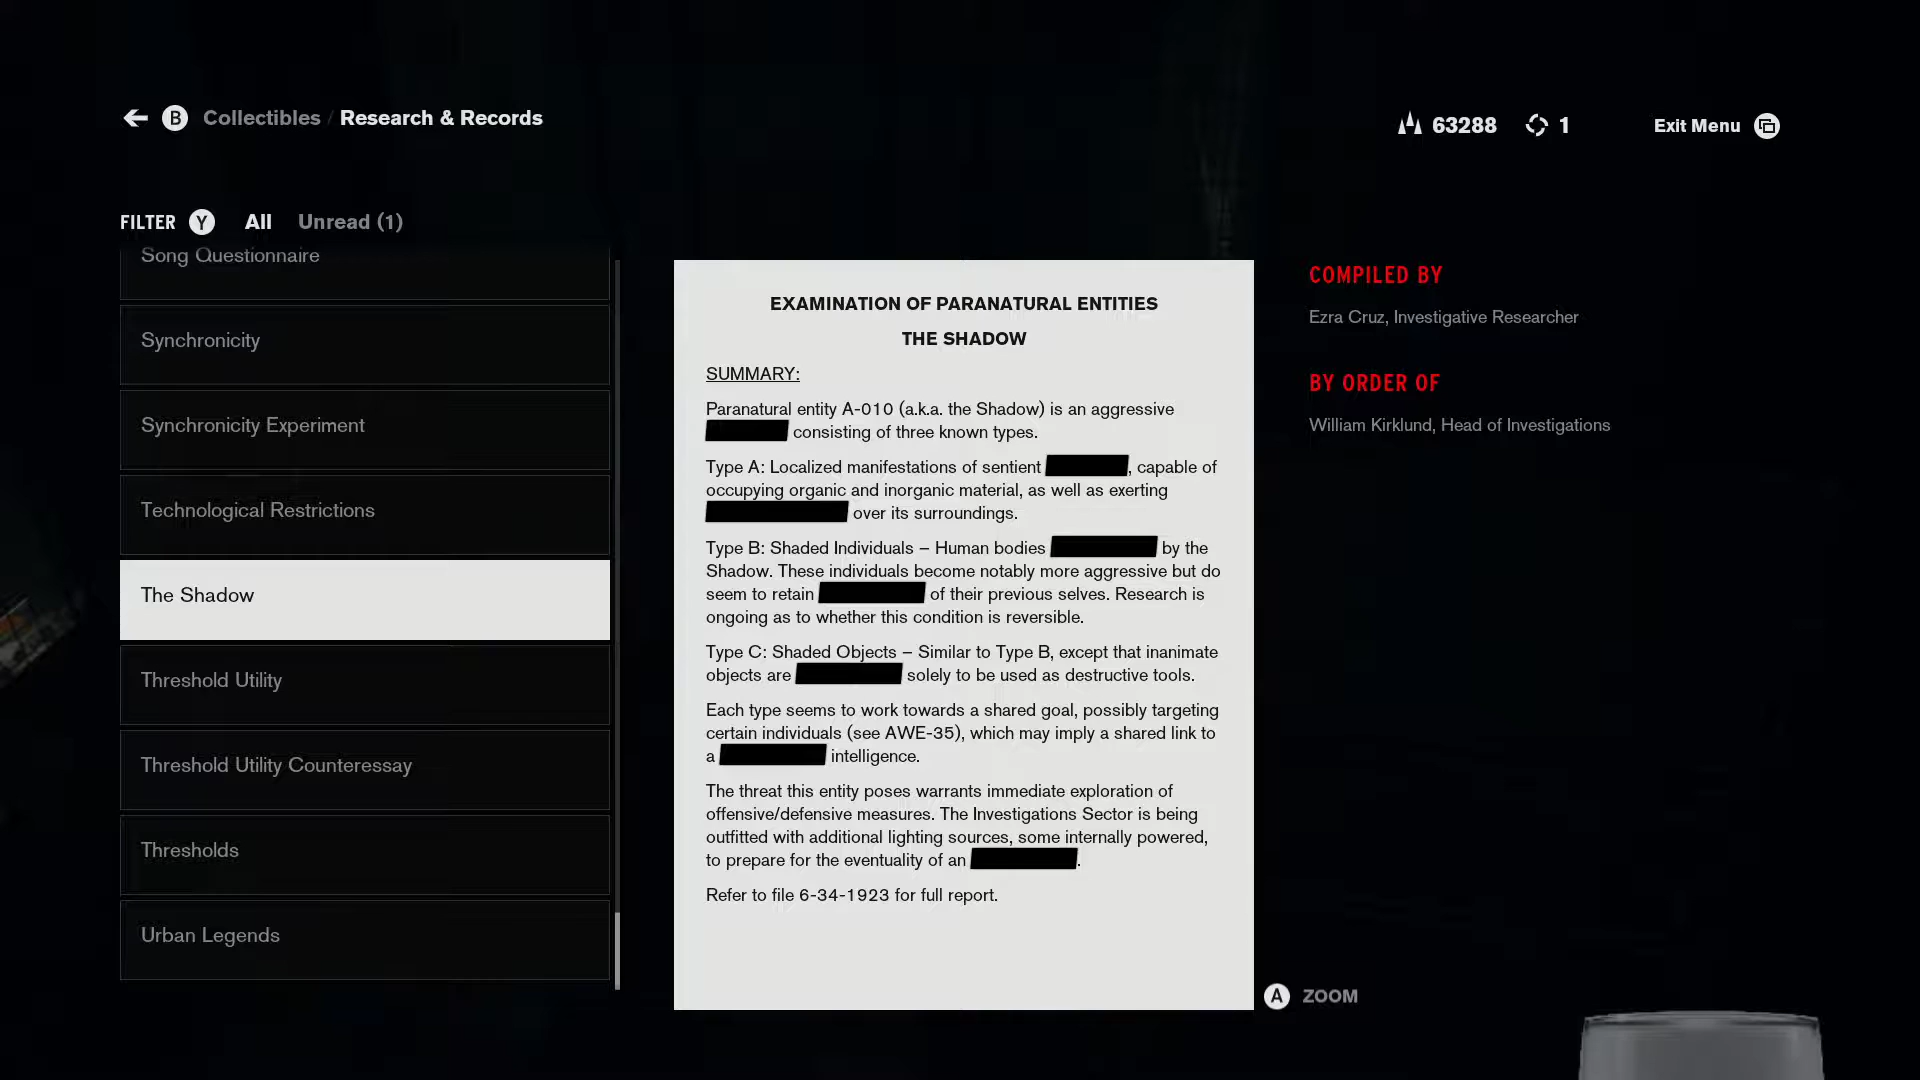 B Collectibles / Research & Records
63288 1 Exit Menu
FILTER Y All Unread (1)
Song Questionnaire
Synchronicity
Synchronicity Experiment
Technological Restrictions
The Shadow
Threshold Utility
Threshold Utility Counteressay
Thresholds
Urban Legends
EXAMINATION OF PARANATURAL ENTITIES
THE SHADOW
SUMMARY:
Paranatural entity A-010 (a.k.a. the Shadow) is an aggressive
consisting of three known types.
Type A: Localized manifestations of sentient , capable of
occupying organic and inorganic material, as well as exerting
over its surroundings.
Type B: Shaded Individuals – Human bodies by the
Shadow. These individuals become notably more aggressive but do
seem to retain of their previous selves. Research is
ongoing as to whether this condition is reversible.
Type C: Shaded Objects – Similar to Type B, except that inanimate
objects are solely to be used as destructive tools.
Each type seems to work towards a shared goal, possibly targeting
certain individuals (see AWE-35), which may imply a shared link to
a intelligence.
The threat this entity poses warrants immediate exploration of
offensive/defensive measures. The Investigations Sector is being
outfitted with additional lighting sources, some internally powered,
to prepare for the eventuality of an .
Refer to file 6-34-1923 for full report.
COMPILED BY
Ezra Cruz, Investigative Researcher
BY ORDER OF
William Kirklund, Head of Investigations
A ZOOM